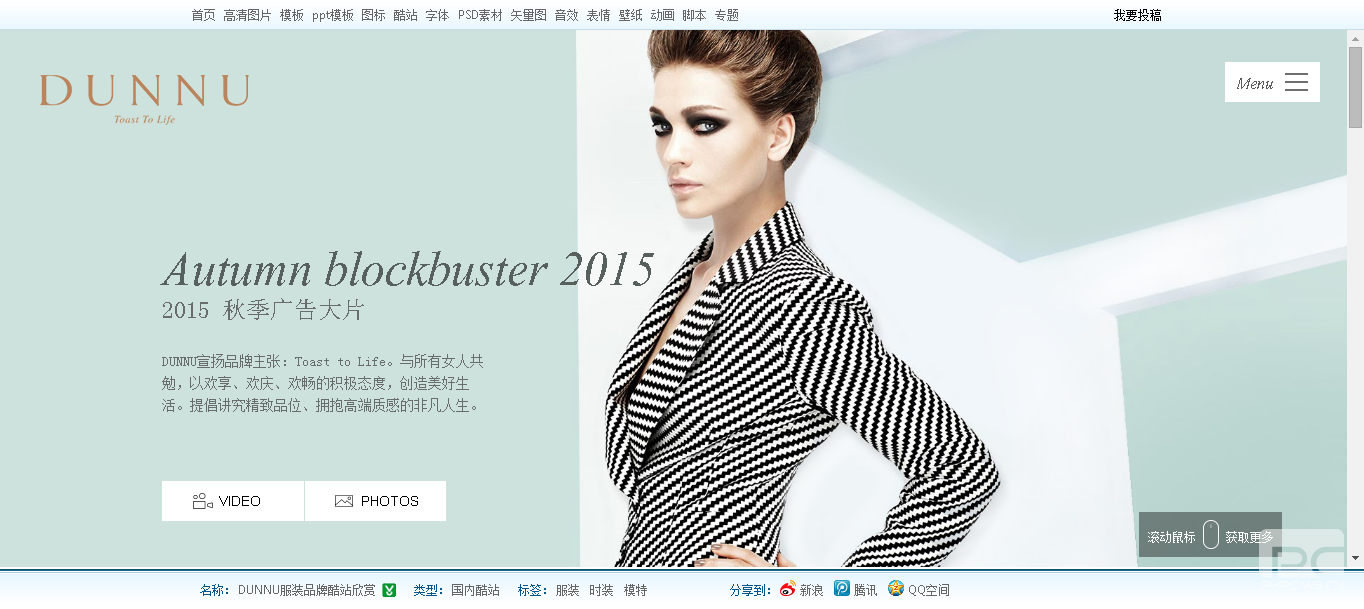 首页 高清图片 模板 ppt模板 图标 酷站 字体 PSD素材 矢量图 音效 表情 壁纸 动画 脚本 专题 我要投稿
DUNNU
Toast To Life
Menu
Autumn blockbuster 2015
2015 秋季广告大片
DUNNU宣扬品牌主张：Toast to Life。与所有女人共
勉，以欢享、欢庆、欢畅的积极态度，创造美好生
活。提倡讲究精致品位、拥抱高端质感的非凡人生。
VIDEO PHOTOS
滚动鼠标 获取更多
PC
名称： DUNNU服装品牌酷站欣赏 类型： 国内酷站 标签： 服装 时装 模特 分享到： 新浪 腾讯 QQ空间